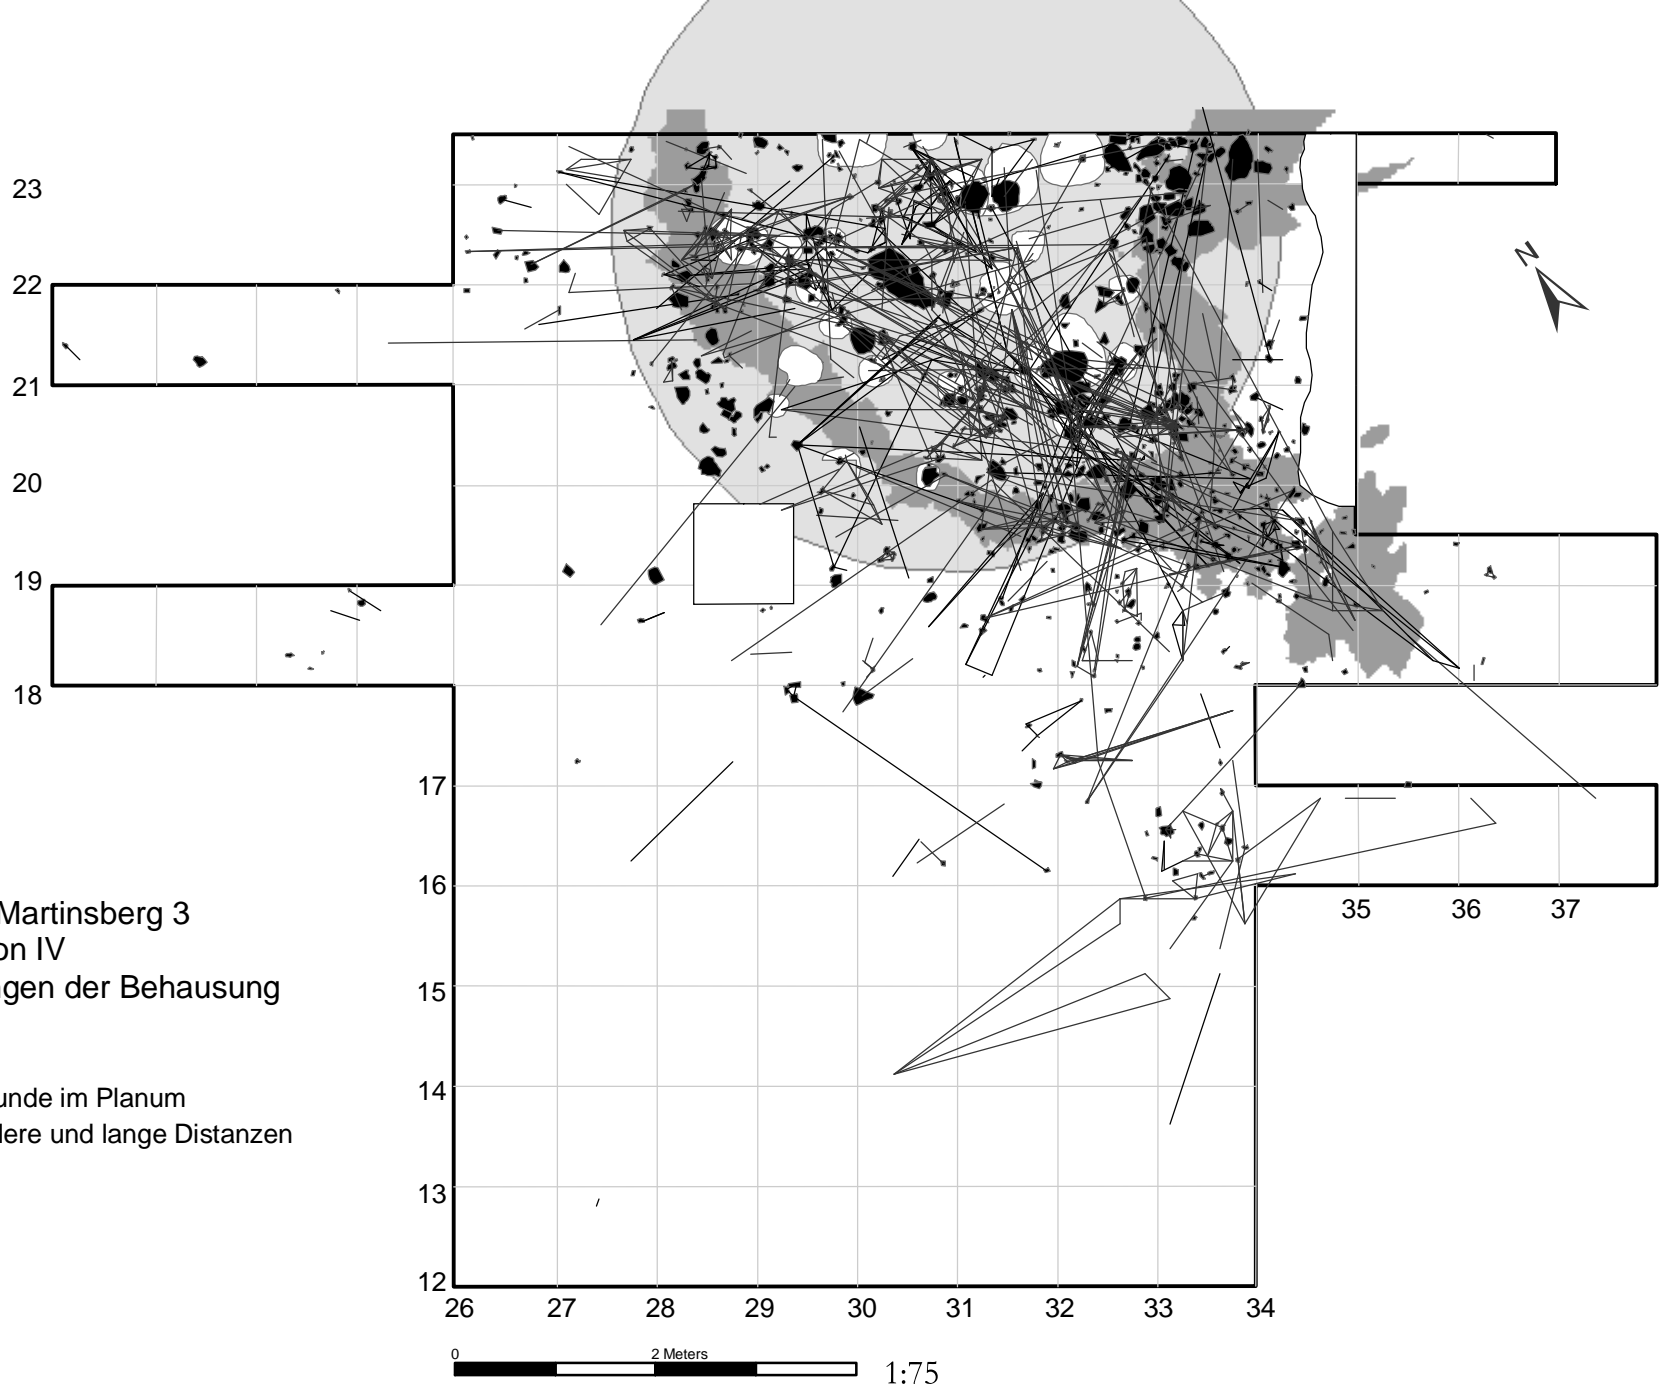 N
23
22
21
20
19
18
17
16
15
14
13
12
35 36 37
Martinsberg 3
on IV
gen der Behausung
unde im Planum
lere und lange Distanzen
26 27 28 29 30 31 32 33 34
0 2 Meters
1:75